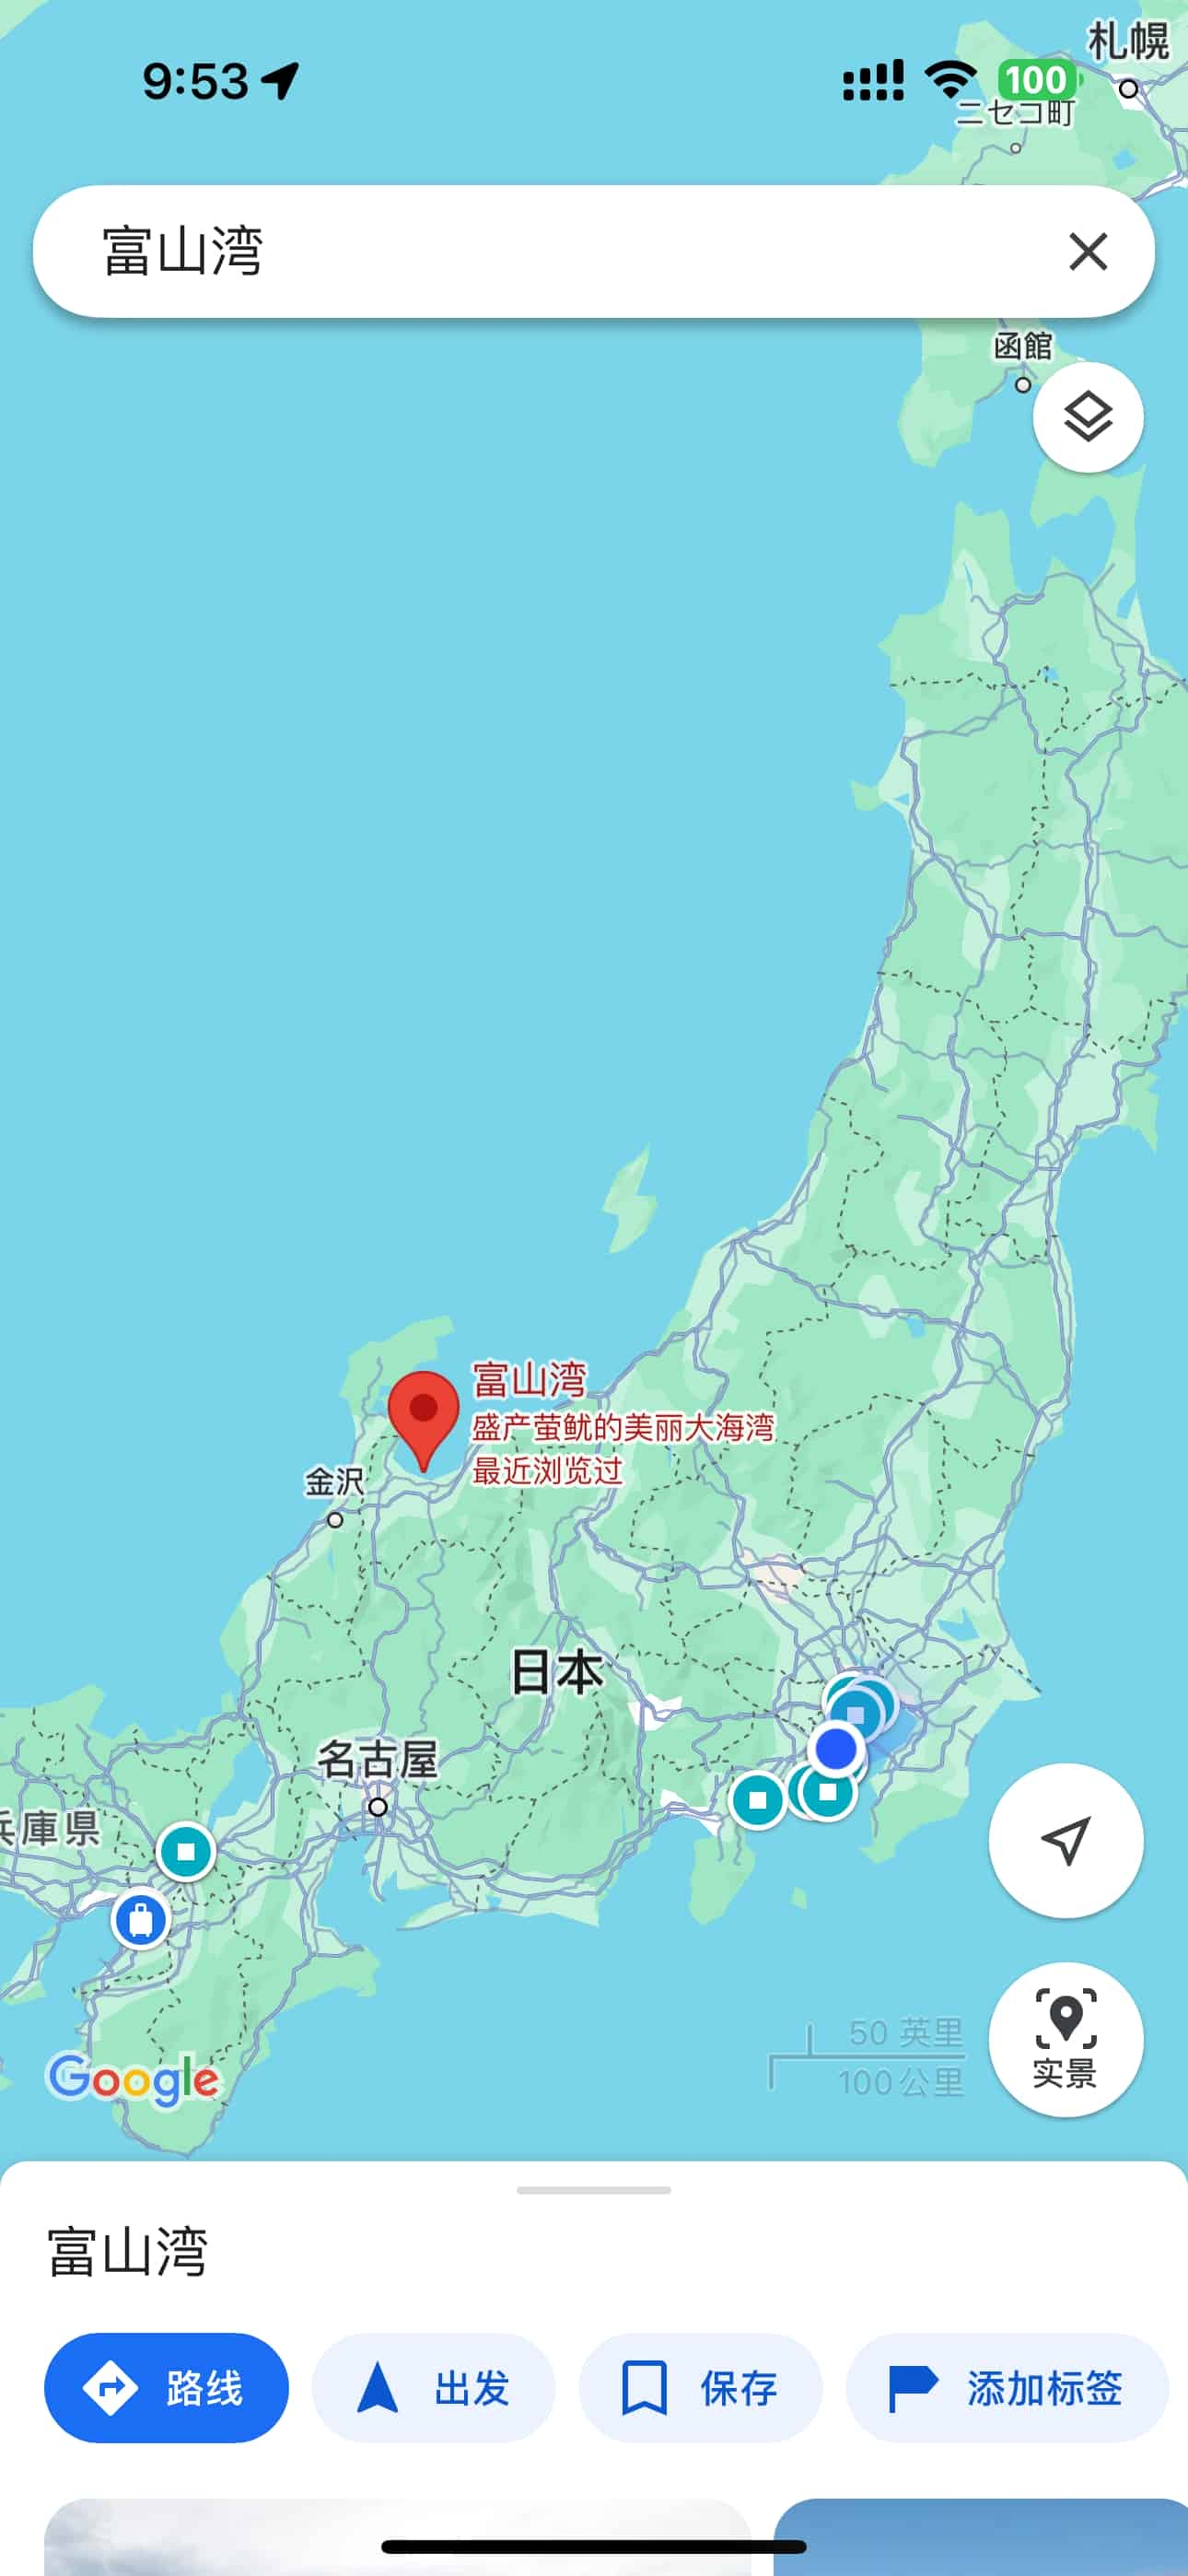 札幌
9:53
100
ニセコ町
富山湾
函館
富山湾
盛产萤鱿的美丽大海湾
最近浏览过
金沢
日本
名古屋
兵庫県
50 英里
100 公里
实景
Google
富山湾
路线
出发
保存
添加标签